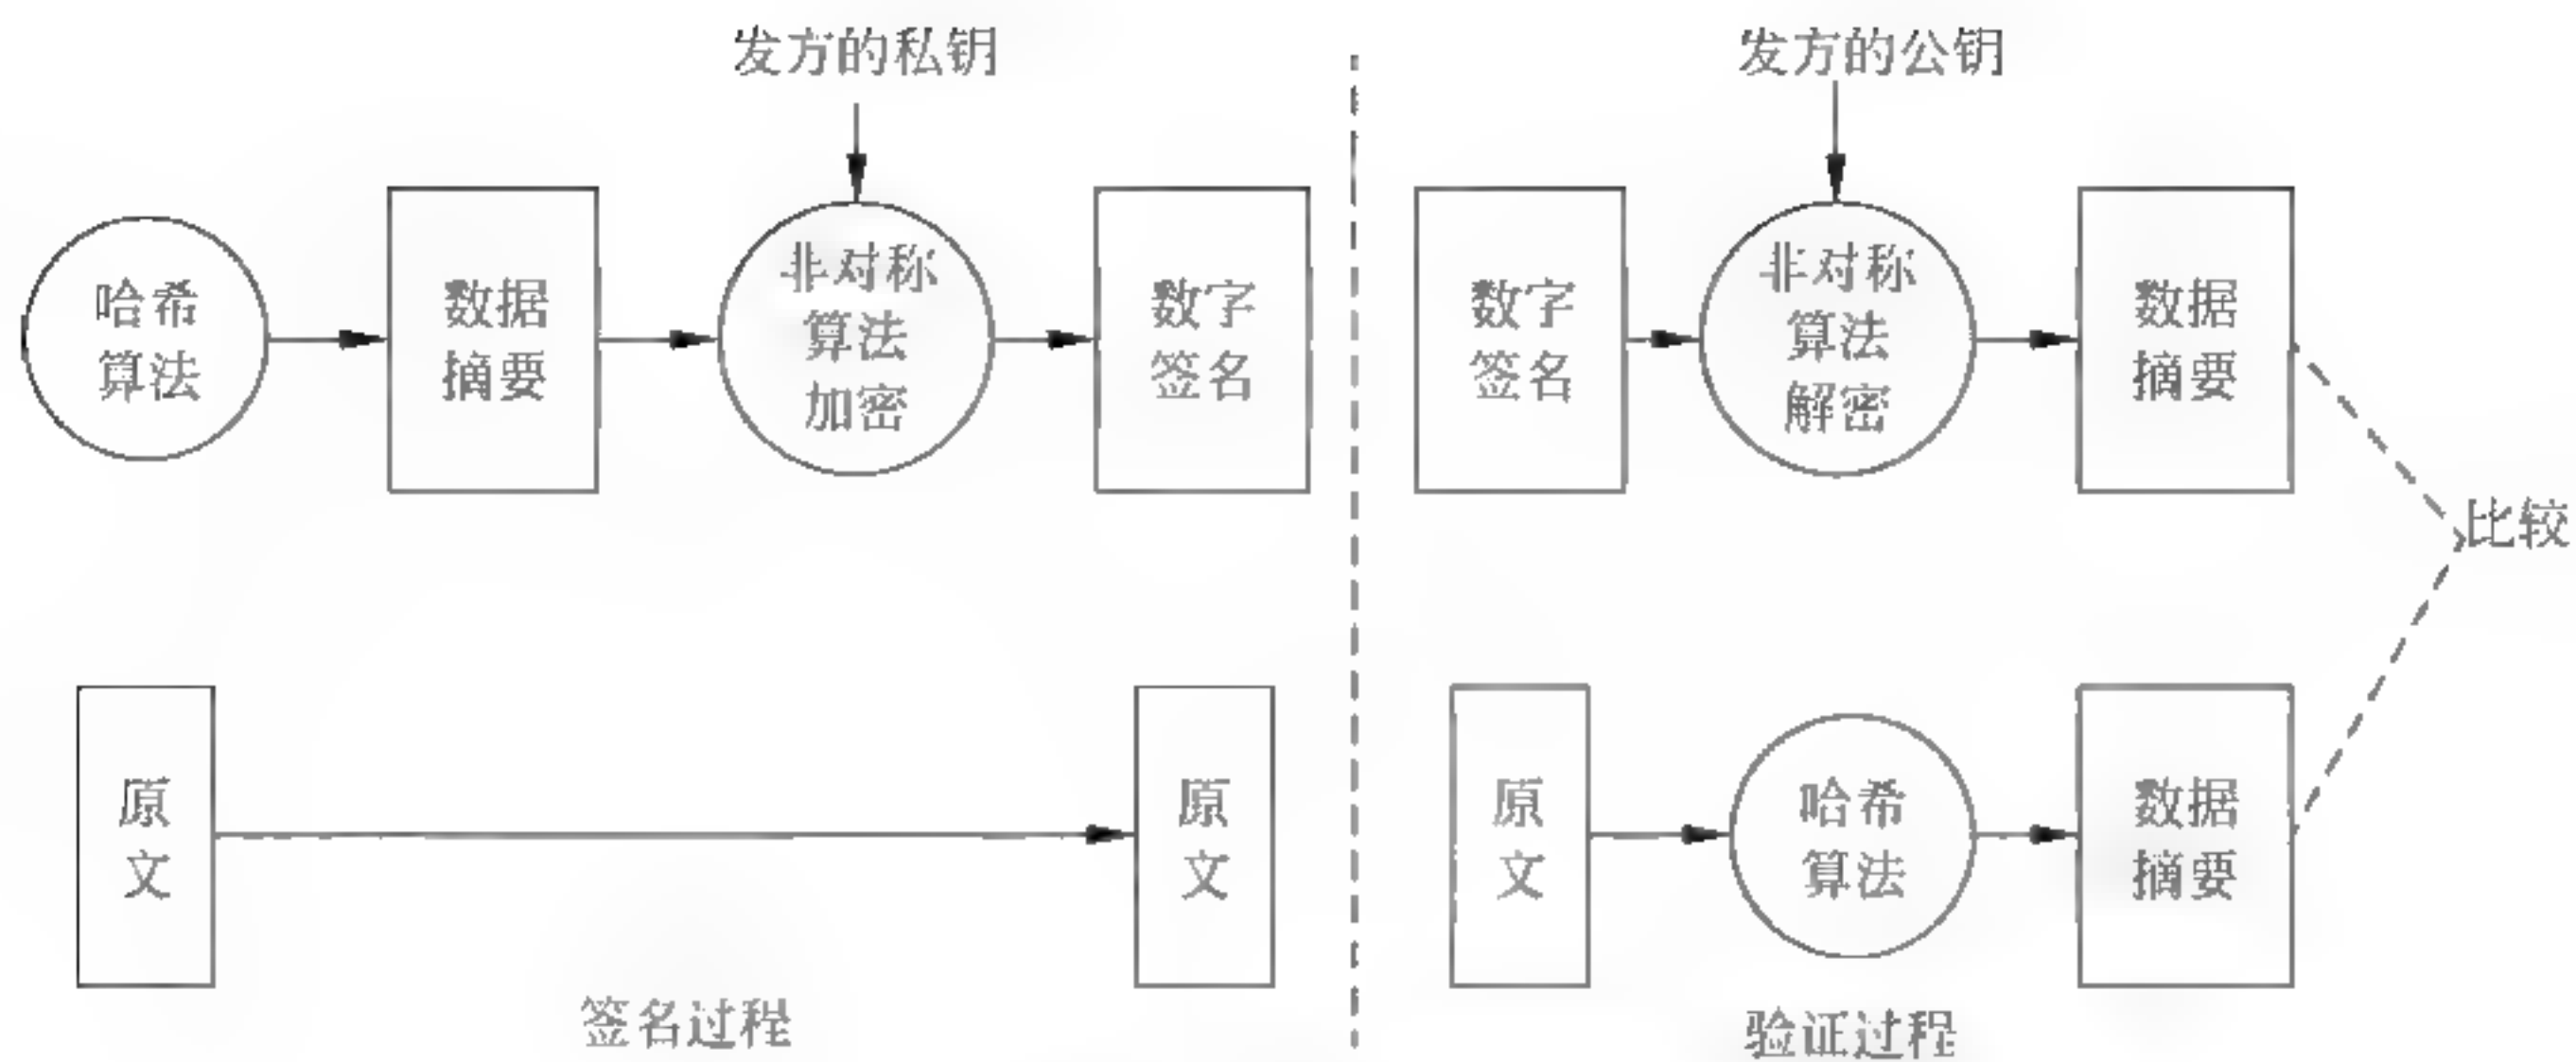 发方的私钥
哈希
算法
数据
摘要
非对称
算法
加密
数字
签名
原
文
原
文
签名过程
发方的公钥
数字
签名
非对称
算法
解密
数据
摘要
比较
原
文
哈希
算法
数据
摘要
验证过程